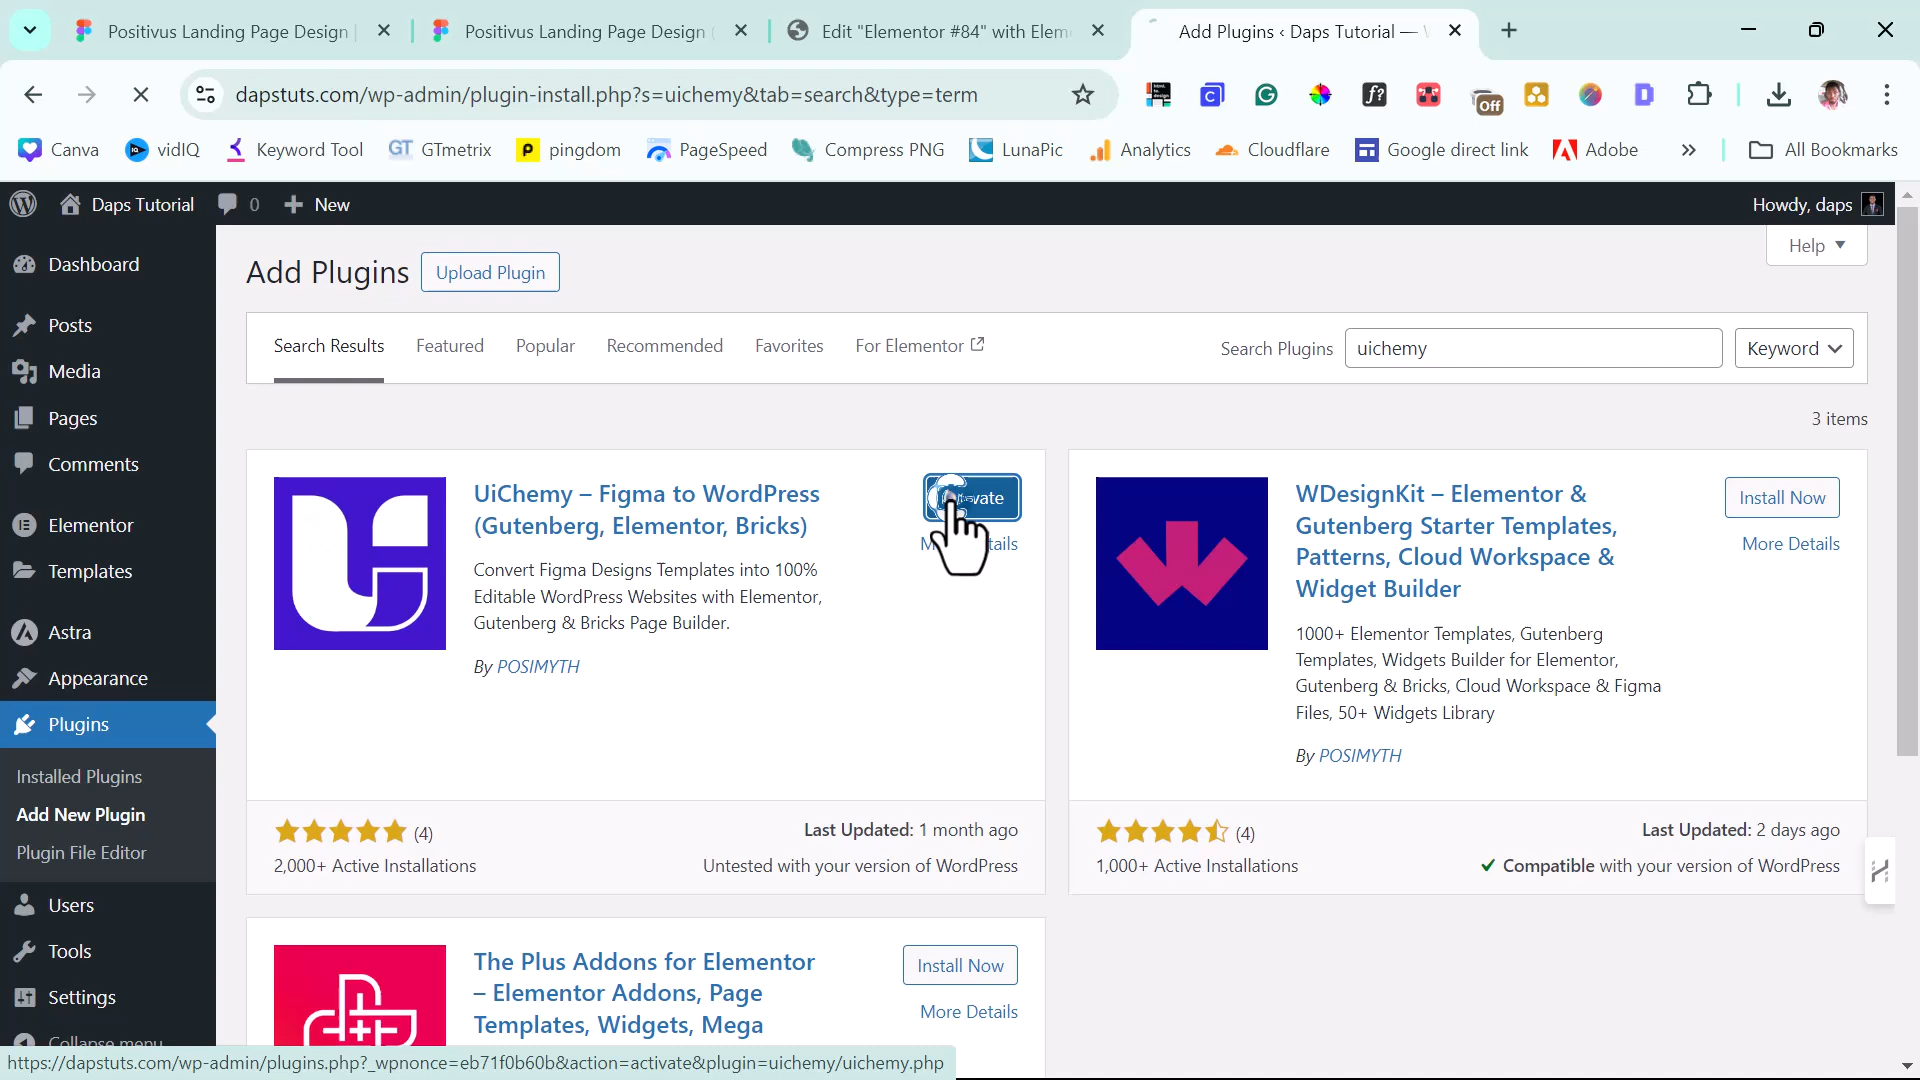 Positivus Landing Page Design
Positivus Landing Page Design
Edit "Elementor #84" with Elem
Add Plugins ‹ Daps Tutorial —
dapstuts.com/wp-admin/plugin-install.php?s=uichemy&tab=search&type=term
f?
Off
Canva
vidIQ
Keyword Tool
GT GTmetrix
pingdom
PageSpeed
Compress PNG
LunaPic
Analytics
Cloudflare
Google direct link
Adobe
All Bookmarks
Daps Tutorial
0
New
Howdy, daps
Dashboard
Posts
Media
Pages
Comments
Elementor
Templates
Astra
Appearance
Plugins
Installed Plugins
Add New Plugin
Plugin File Editor
Users
Tools
Settings
Collapse menu
Help
Add Plugins
Upload Plugin
Search Results
Featured
Popular
Recommended
Favorites
For Elementor
Search Plugins
uichemy
Keyword
3 items
UiChemy – Figma to WordPress
(Gutenberg, Elementor, Bricks)
Convert Figma Designs Templates into 100%
Editable WordPress Websites with Elementor,
Gutenberg & Bricks Page Builder.
By POSIMYTH
(4)
2,000+ Active Installations
Last Updated: 1 month ago
Untested with your version of WordPress
WDesignKit – Elementor &
Gutenberg Starter Templates,
Patterns, Cloud Workspace &
Widget Builder
Install Now
More Details
1000+ Elementor Templates, Gutenberg
Templates, Widgets Builder for Elementor,
Gutenberg & Bricks, Cloud Workspace & Figma
Files, 50+ Widgets Library
By POSIMYTH
(4)
1,000+ Active Installations
Last Updated: 2 days ago
Compatible with your version of WordPress
The Plus Addons for Elementor
– Elementor Addons, Page
Templates, Widgets, Mega
Install Now
More Details
https://dapstuts.com/wp-admin/plugins.php?_wpnonce=eb71f0b60b&action=activate&plugin=uichemy/uichemy.php